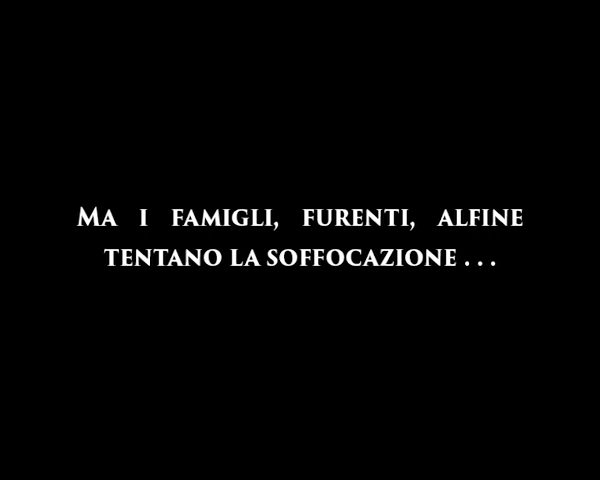 Ma i famigli, furenti, alfine
tentano la soffocazione . . .